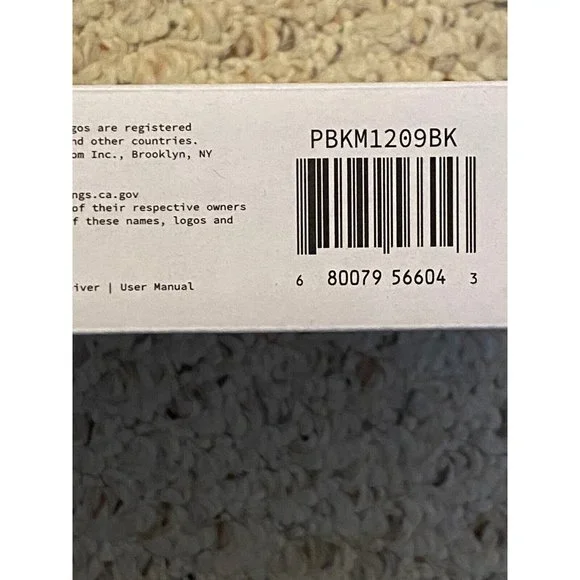 gos are registered
nd other countries.
om Inc., Brooklyn, NY
ngs.ca.gov
of their respective owners
f these names, logos and
iver | User Manual
PBKM1209BK
6 80079 56604 3